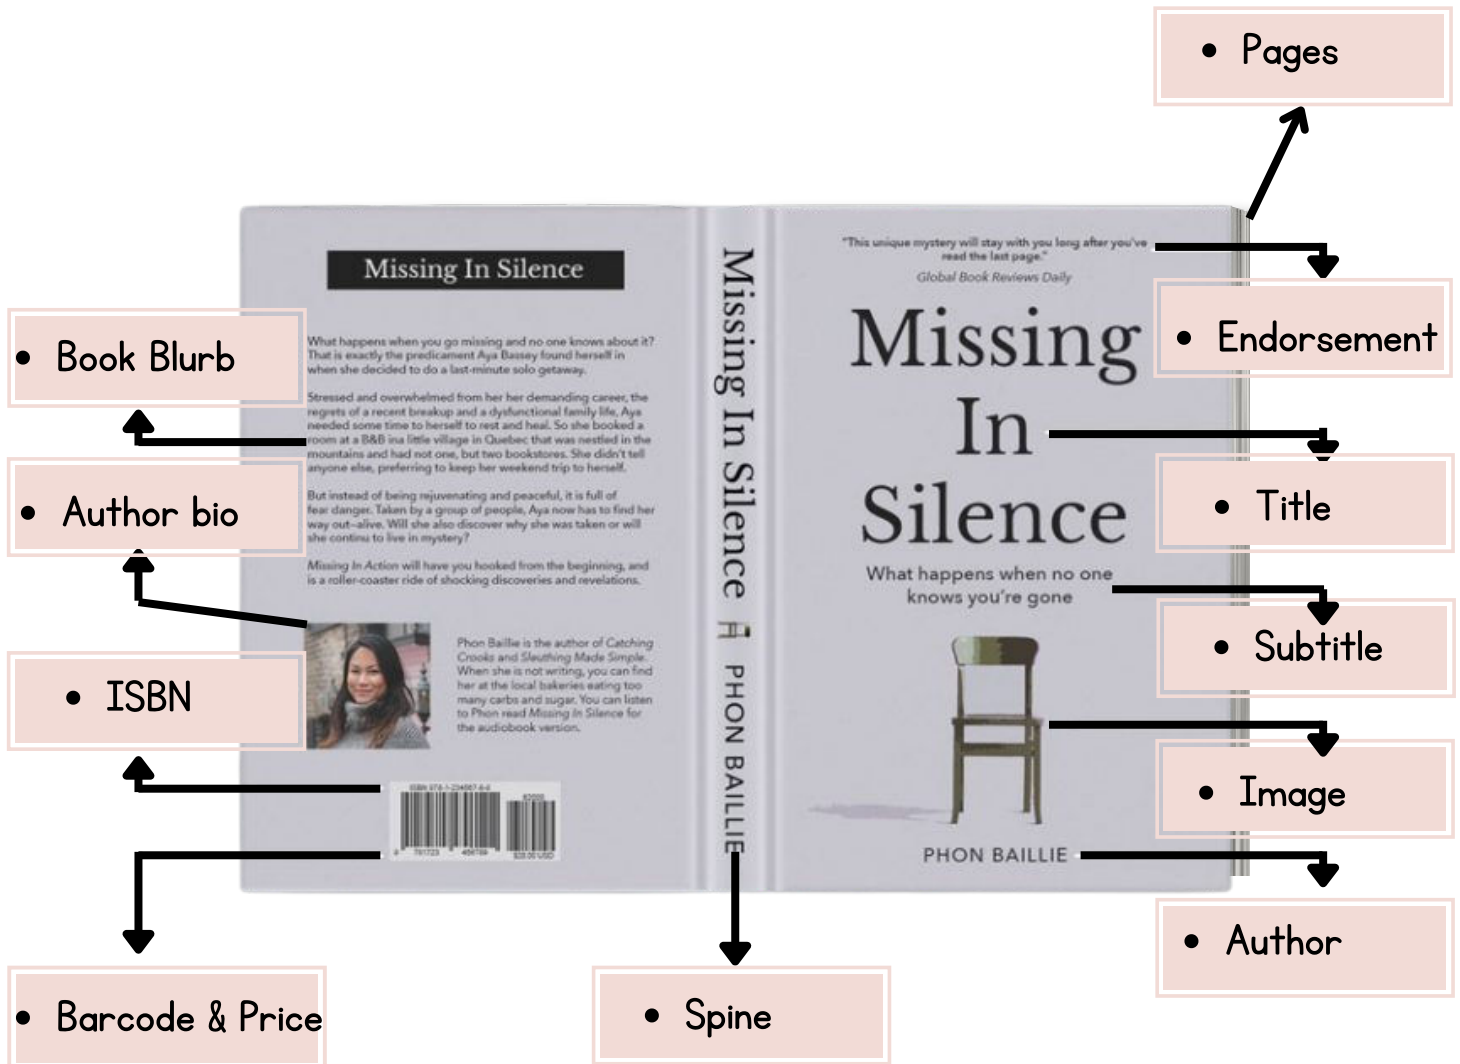 • Pages
"This unique mystery will stay with you long after you've
read the last page."
Global Book Reviews Daily
Missing
In
Silence
What happens when no one
knows you're gone
PHON BAILLIE
• Endorsement
• Title
• Subtitle
• Image
• Author
Missing In Silence
PHON BAILLIE
• Spine
Missing In Silence
What happens when you go missing and no one knows about it?
That is exactly the predicament Aya Bassey found herself in
when she decided to do a last-minute solo getaway.
Stressed and overwhelmed from her her demanding career, the
regrets of a recent breakup and a dysfunctional family life, Aya
needed some time to herself to rest and heal. So she booked a
room at a B&B ina little village in Quebec that was nestled in the
mountains and had not one, but two bookstores. She didn't tell
anyone else, preferring to keep her weekend trip to herself.
But instead of being rejuvenating and peaceful, it is full of
fear danger. Taken by a group of people, Aya now has to find her
way out—alive. Will she also discover why she was taken or will
she continu to live in mystery?
Missing In Action will have you hooked from the beginning, and
is a roller-coaster ride of shocking discoveries and revelations.
Phon Baillie is the author of Catching
Crooks and Sleuthing Made Simple.
When she is not writing, you can find
her at the local bakeries eating too
many carbs and sugar. You can listen
to Phon read Missing In Silence for
the audiobook version.
• Book Blurb
• Author bio
• ISBN
• Barcode & Price